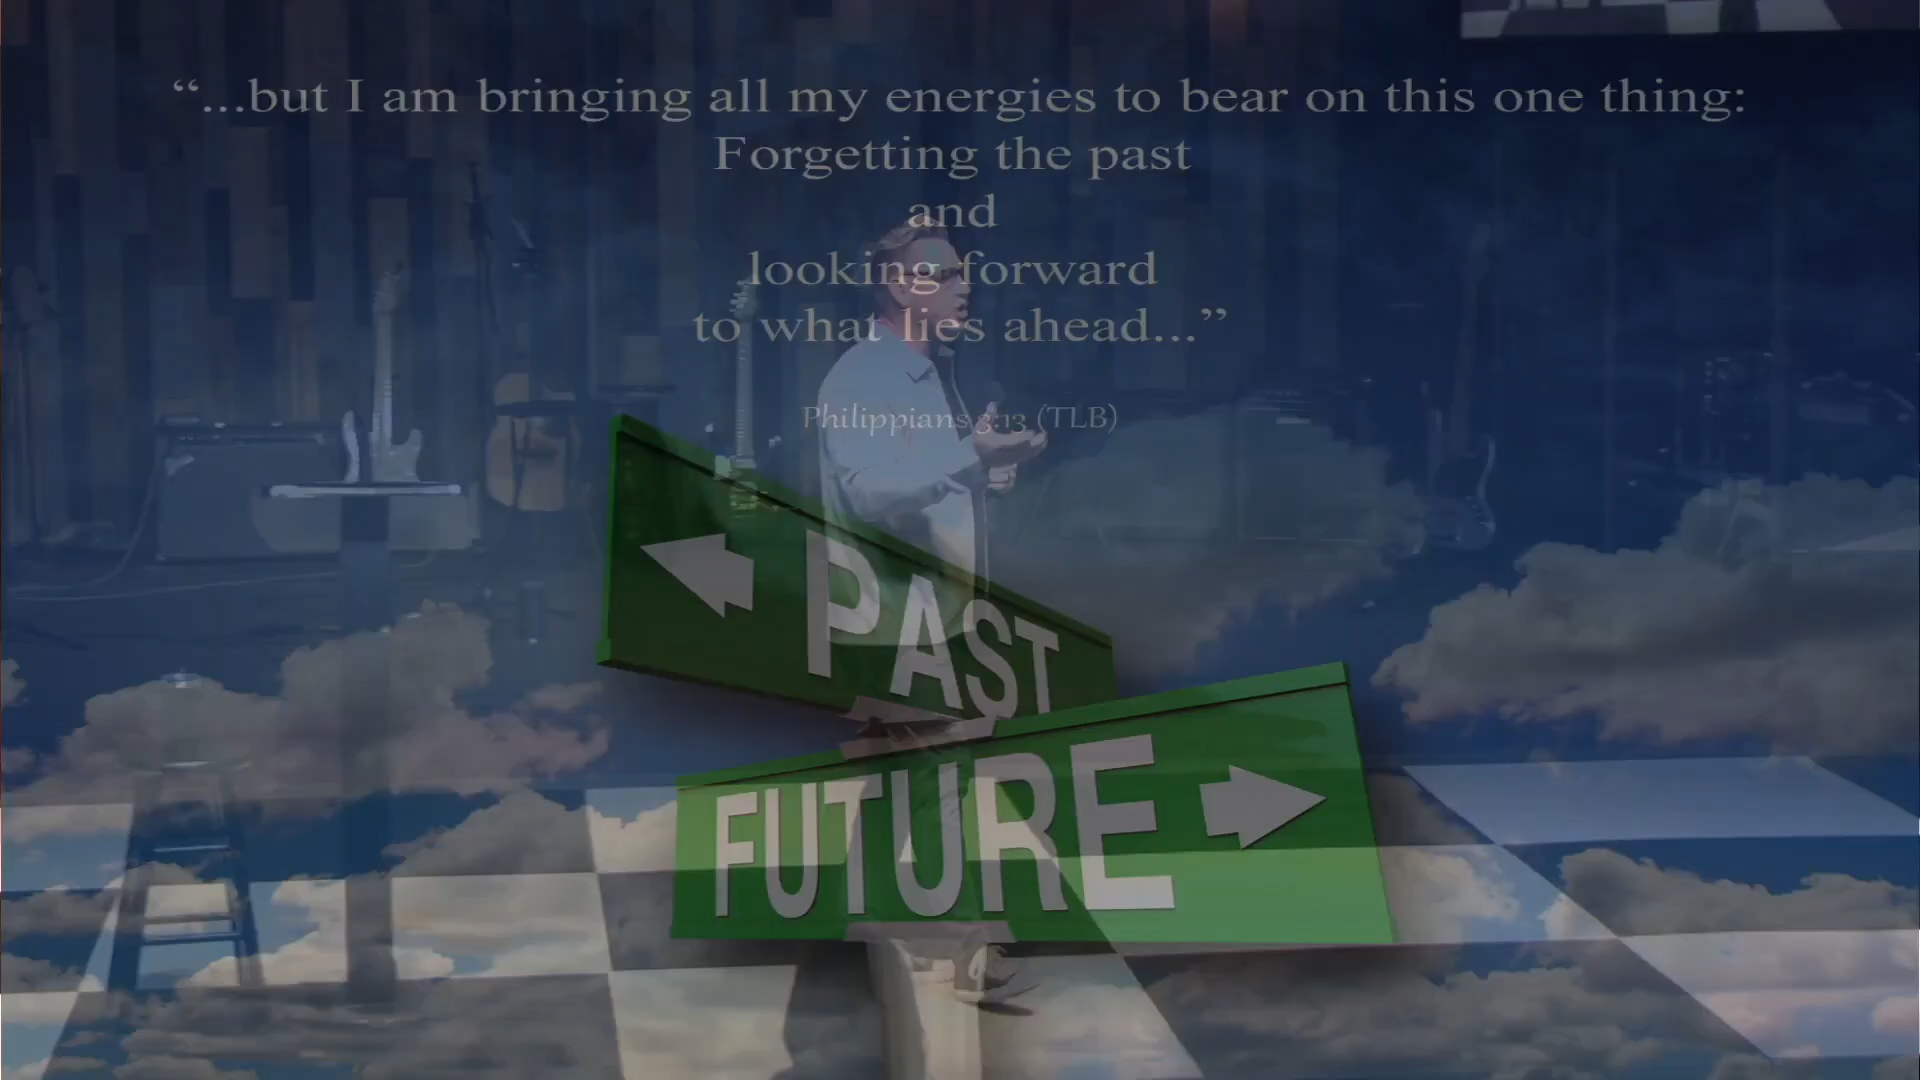 “...but I am bringing all my energies to bear on this one thing:
Forgetting the past
and
looking forward
to what lies ahead...”
Philippians 3:13 (TLB)
PAST
FUTURE